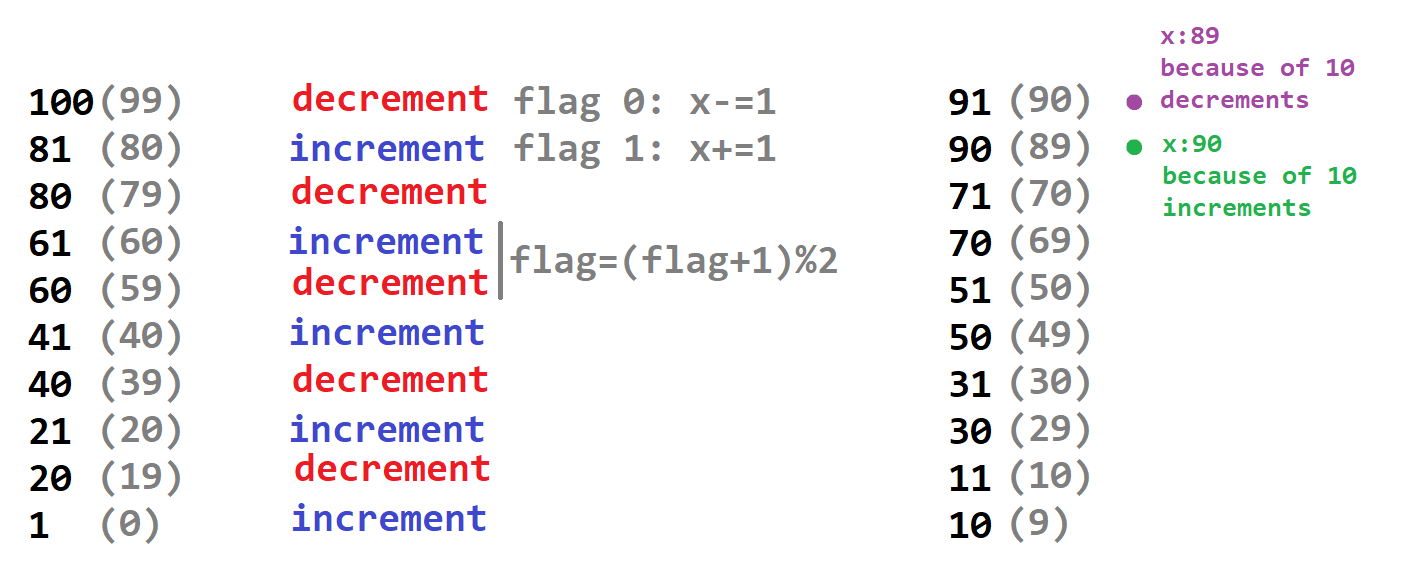 x:89
because of 10
decrements
100(99) decrement flag 0: x-=1 91 (90)
81 (80) increment flag 1: x+=1 90 (89)
x:90
because of 10
increments
80 (79) decrement 71 (70)
61 (60) increment 70 (69)
flag=(flag+1)%2
60 (59) decrement 51 (50)
41 (40) increment 50 (49)
40 (39) decrement 31 (30)
21 (20) increment 30 (29)
20 (19) decrement 11 (10)
1 (0) increment 10 (9)